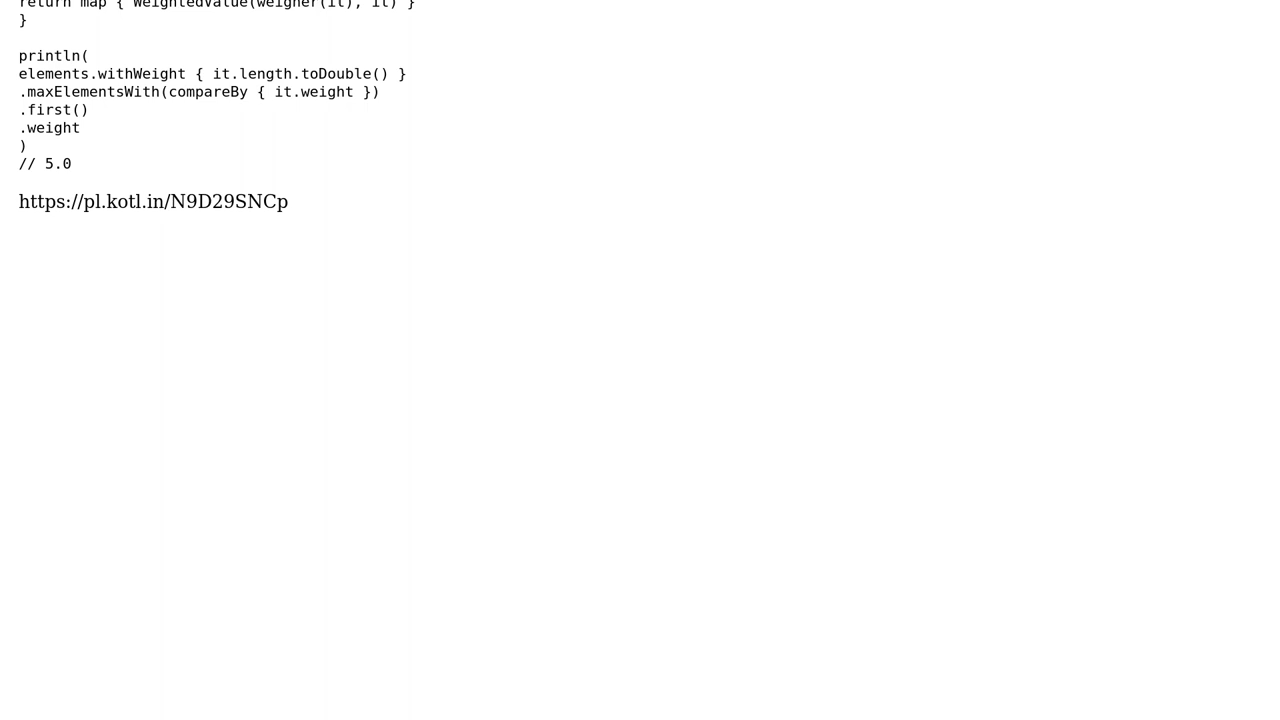 return map { WeightedValue(weigher(it), it) }
}
println(
elements.withWeight { it.length.toDouble() }
.maxElementsWith(compareBy { it.weight })
.first()
.weight
)
// 5.0
https://pl.kotl.in/N9D29SNCp